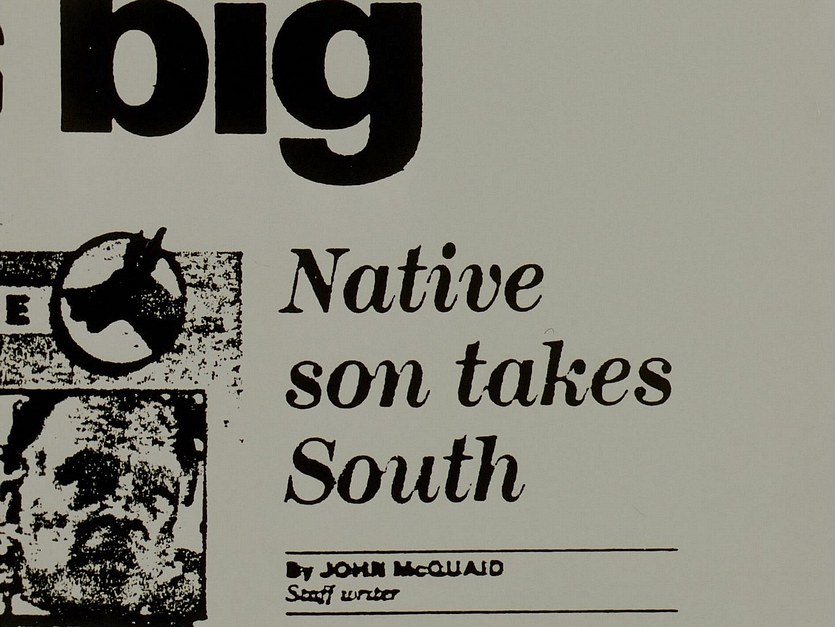 big
E
Native
son takes
South
By JOHN McQUAID
Staff writer